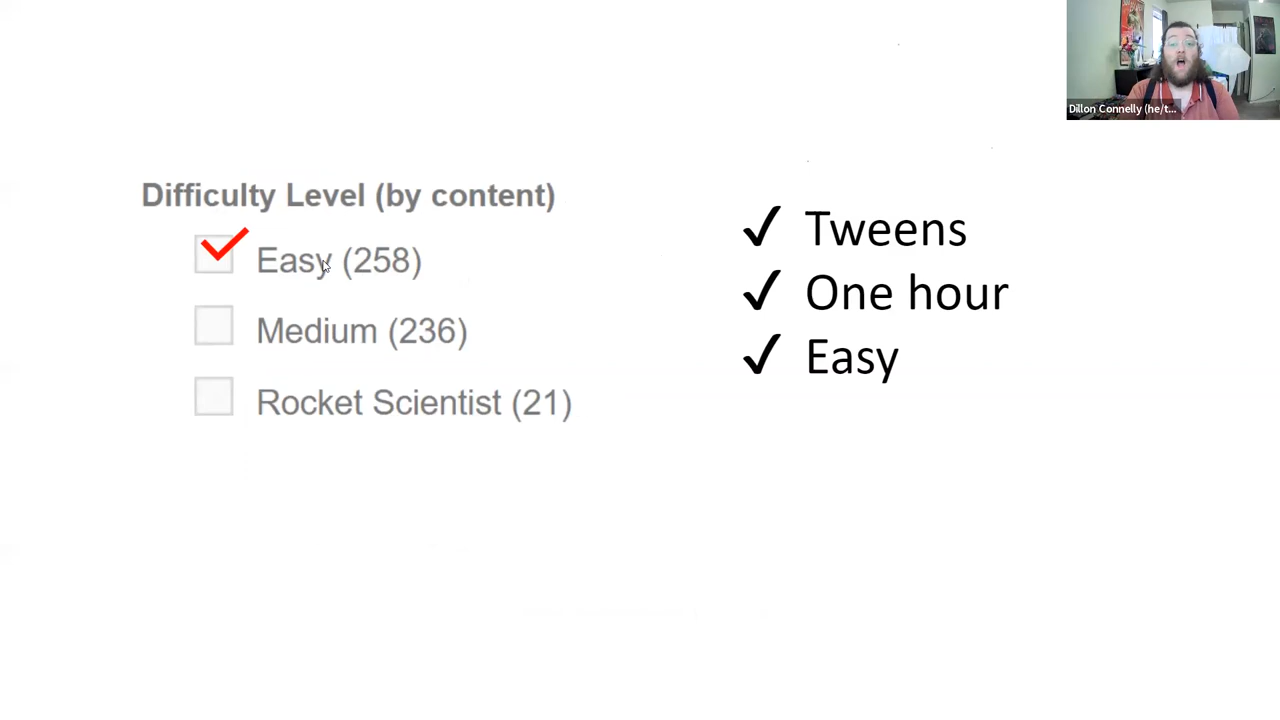 Dillon Connelly (he/t...
Difficulty Level (by content)
Easy (258)
Medium (236)
Rocket Scientist (21)
✓ Tweens
✓ One hour
✓ Easy